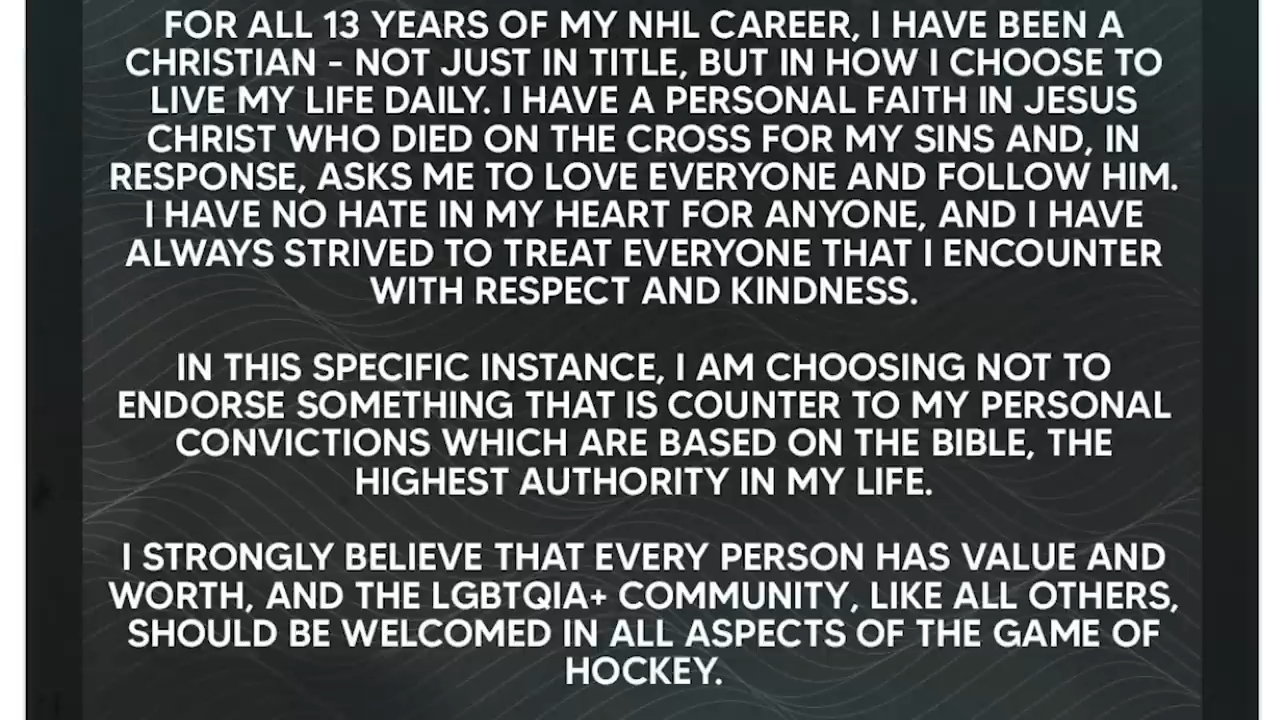 FOR ALL 13 YEARS OF MY NHL CAREER, I HAVE BEEN A
CHRISTIAN - NOT JUST IN TITLE, BUT IN HOW I CHOOSE TO
LIVE MY LIFE DAILY. I HAVE A PERSONAL FAITH IN JESUS
CHRIST WHO DIED ON THE CROSS FOR MY SINS AND, IN
RESPONSE, ASKS ME TO LOVE EVERYONE AND FOLLOW HIM.
I HAVE NO HATE IN MY HEART FOR ANYONE, AND I HAVE
ALWAYS STRIVED TO TREAT EVERYONE THAT I ENCOUNTER
WITH RESPECT AND KINDNESS.
IN THIS SPECIFIC INSTANCE, I AM CHOOSING NOT TO
ENDORSE SOMETHING THAT IS COUNTER TO MY PERSONAL
CONVICTIONS WHICH ARE BASED ON THE BIBLE, THE
HIGHEST AUTHORITY IN MY LIFE.
I STRONGLY BELIEVE THAT EVERY PERSON HAS VALUE AND
WORTH, AND THE LGBTQIA+ COMMUNITY, LIKE ALL OTHERS,
SHOULD BE WELCOMED IN ALL ASPECTS OF THE GAME OF
HOCKEY.